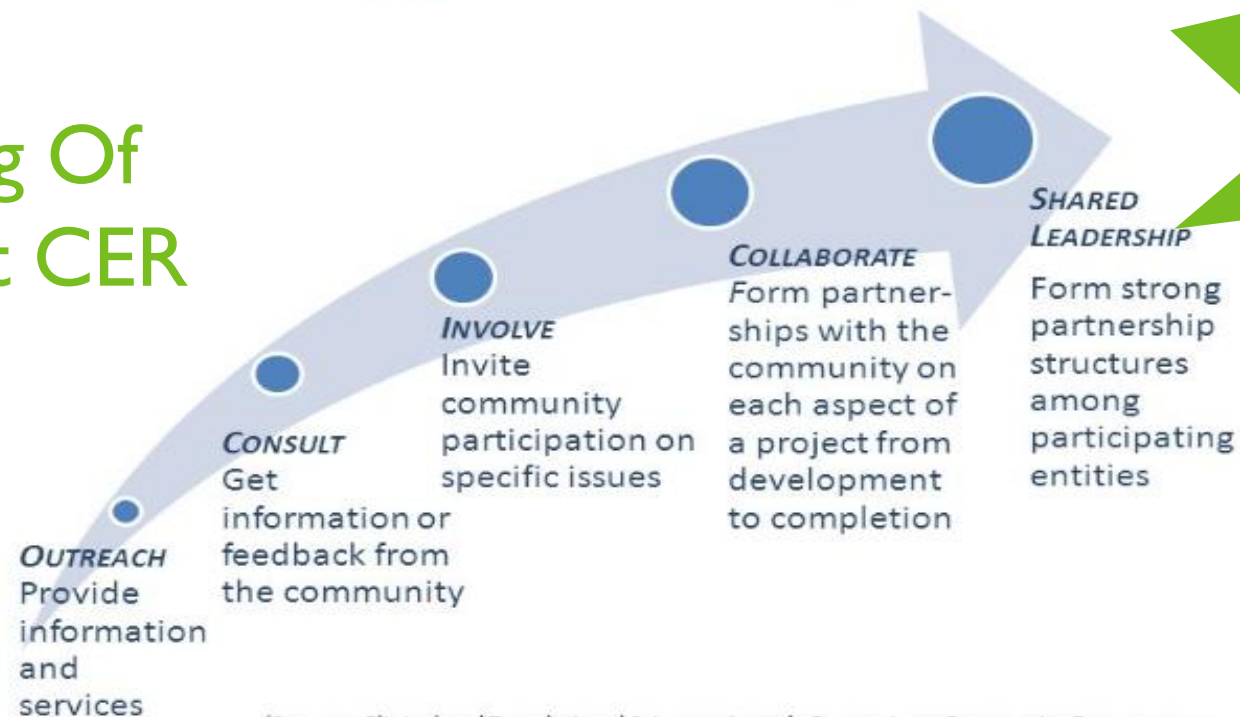 g Of
t CER
OUTREACH
Provide
information
and
services
CONSULT
Get
information or
feedback from
the community
INVOLVE
Invite
community
participation on
specific issues
COLLABORATE
Form partner-
ships with the
community on
each aspect of
a project from
development
to completion
SHARED
LEADERSHIP
Form strong
partnership
structures
among
participating
entities